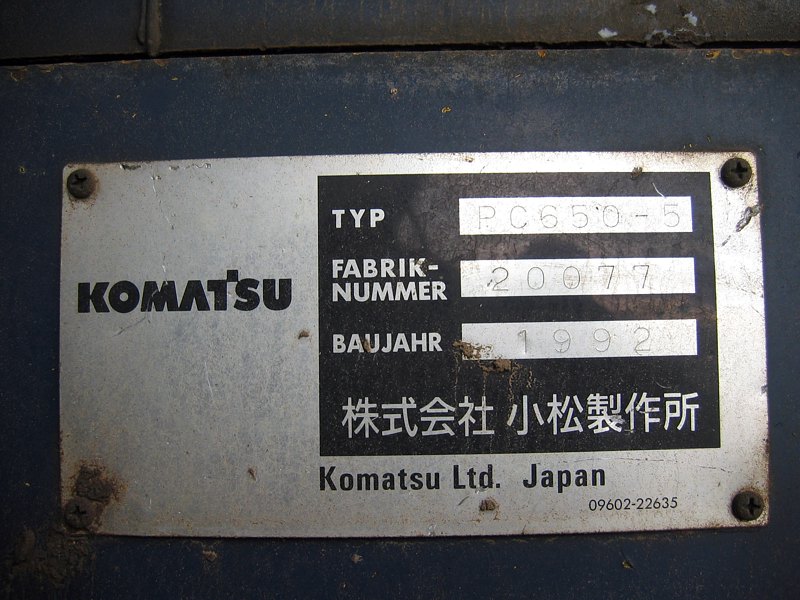 KOMATSU
TYP PC650-5
FABRIK-
NUMMER 20077
BAUJAHR 1992
株式会社 小松製作所
Komatsu Ltd. Japan
09602-22635